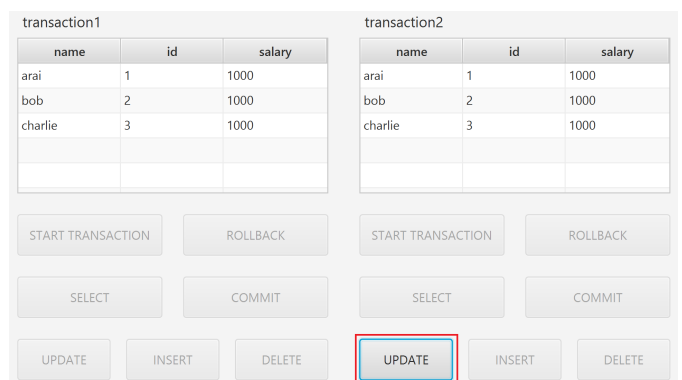 transaction1 transaction2
name id salary name id salary
arai 1 1000 arai 1 1000
bob 2 1000 bob 2 1000
charlie 3 1000 charlie 3 1000
START TRANSACTION ROLLBACK START TRANSACTION ROLLBACK
SELECT COMMIT SELECT COMMIT
UPDATE INSERT DELETE UPDATE INSERT DELETE